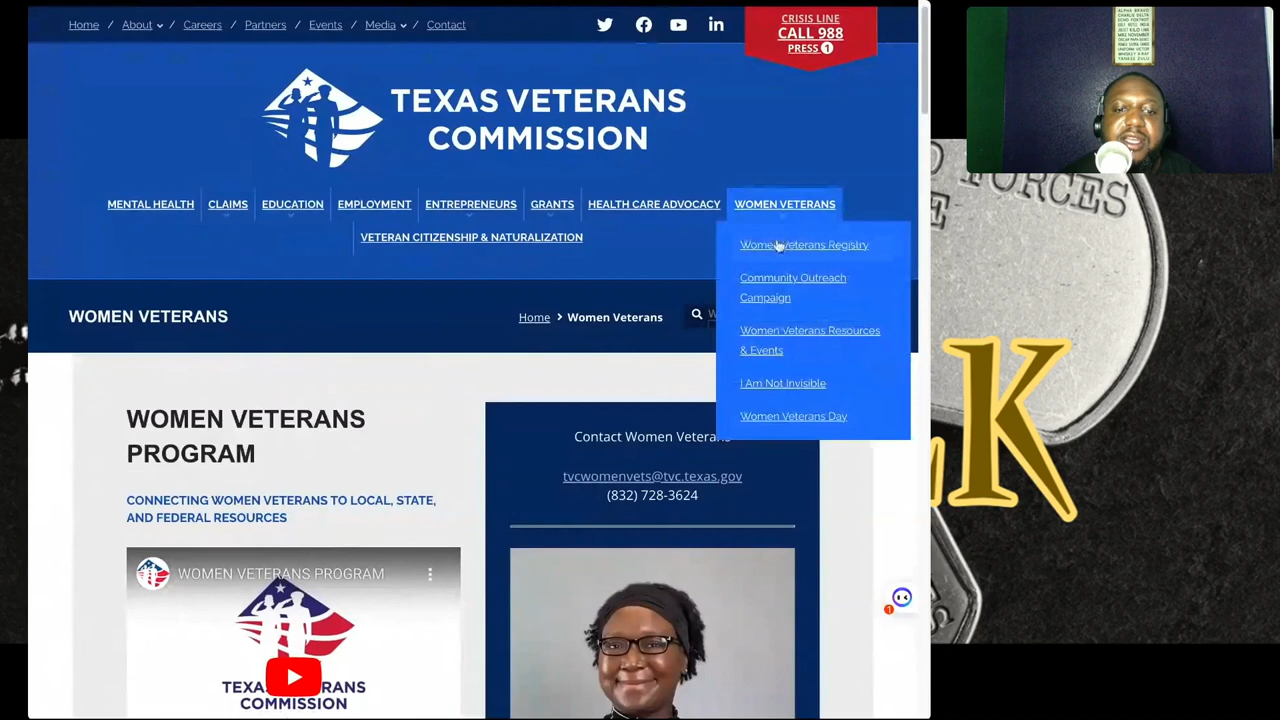 Home / About / Careers / Partners / Events / Media / Contact
CRISIS LINE
CALL 988
PRESS 1
TEXAS VETERANS
COMMISSION
MENTAL HEALTH CLAIMS EDUCATION EMPLOYMENT ENTREPRENEURS GRANTS HEALTH CARE ADVOCACY WOMEN VETERANS
VETERAN CITIZENSHIP & NATURALIZATION
Women Veterans Registry
Community Outreach
Campaign
Women Veterans Resources
& Events
I Am Not Invisible
Women Veterans Day
WOMEN VETERANS
Home > Women Veterans
WOMEN VETERANS
PROGRAM
CONNECTING WOMEN VETERANS TO LOCAL, STATE,
AND FEDERAL RESOURCES
WOMEN VETERANS PROGRAM
COMMISSION
Contact Women Veterans
tvcwomenvets@tvc.texas.gov
(832) 728-3624
1
FORCES
K